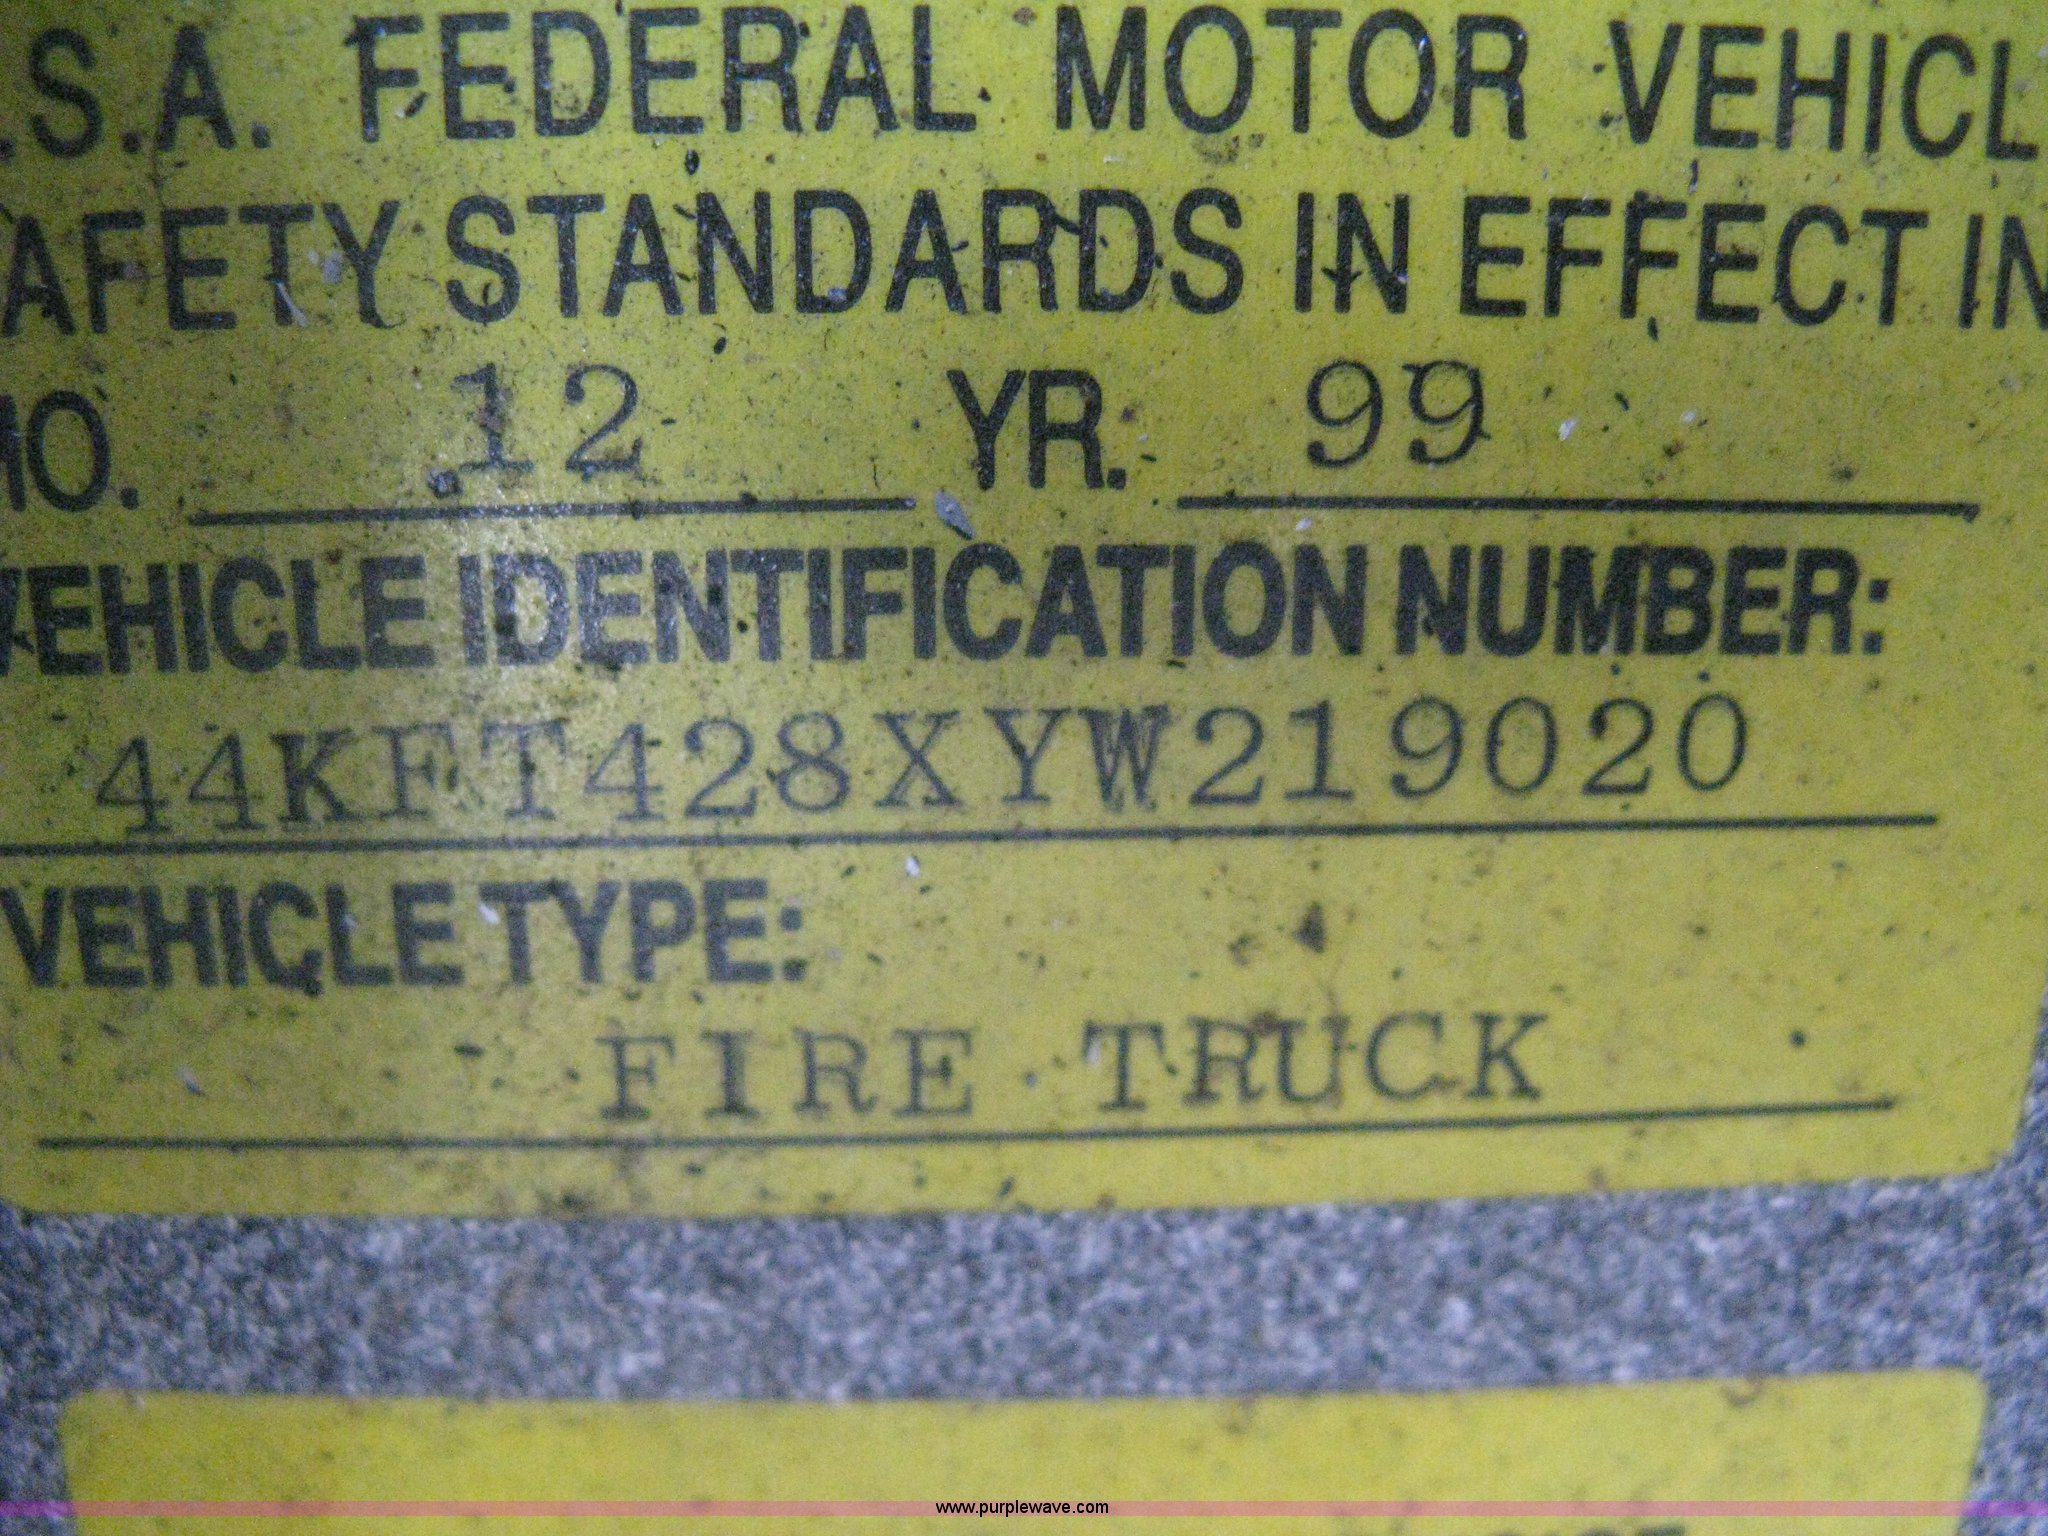 .S.A. FEDERAL MOTOR VEHICL
AFETY STANDARDS IN EFFECT IN
MO. 12 YR. 99
VEHICLE IDENTIFICATION NUMBER:
44KFT428XYW219020
VEHICLE TYPE:
FIRE TRUCK
www.purplewave.com